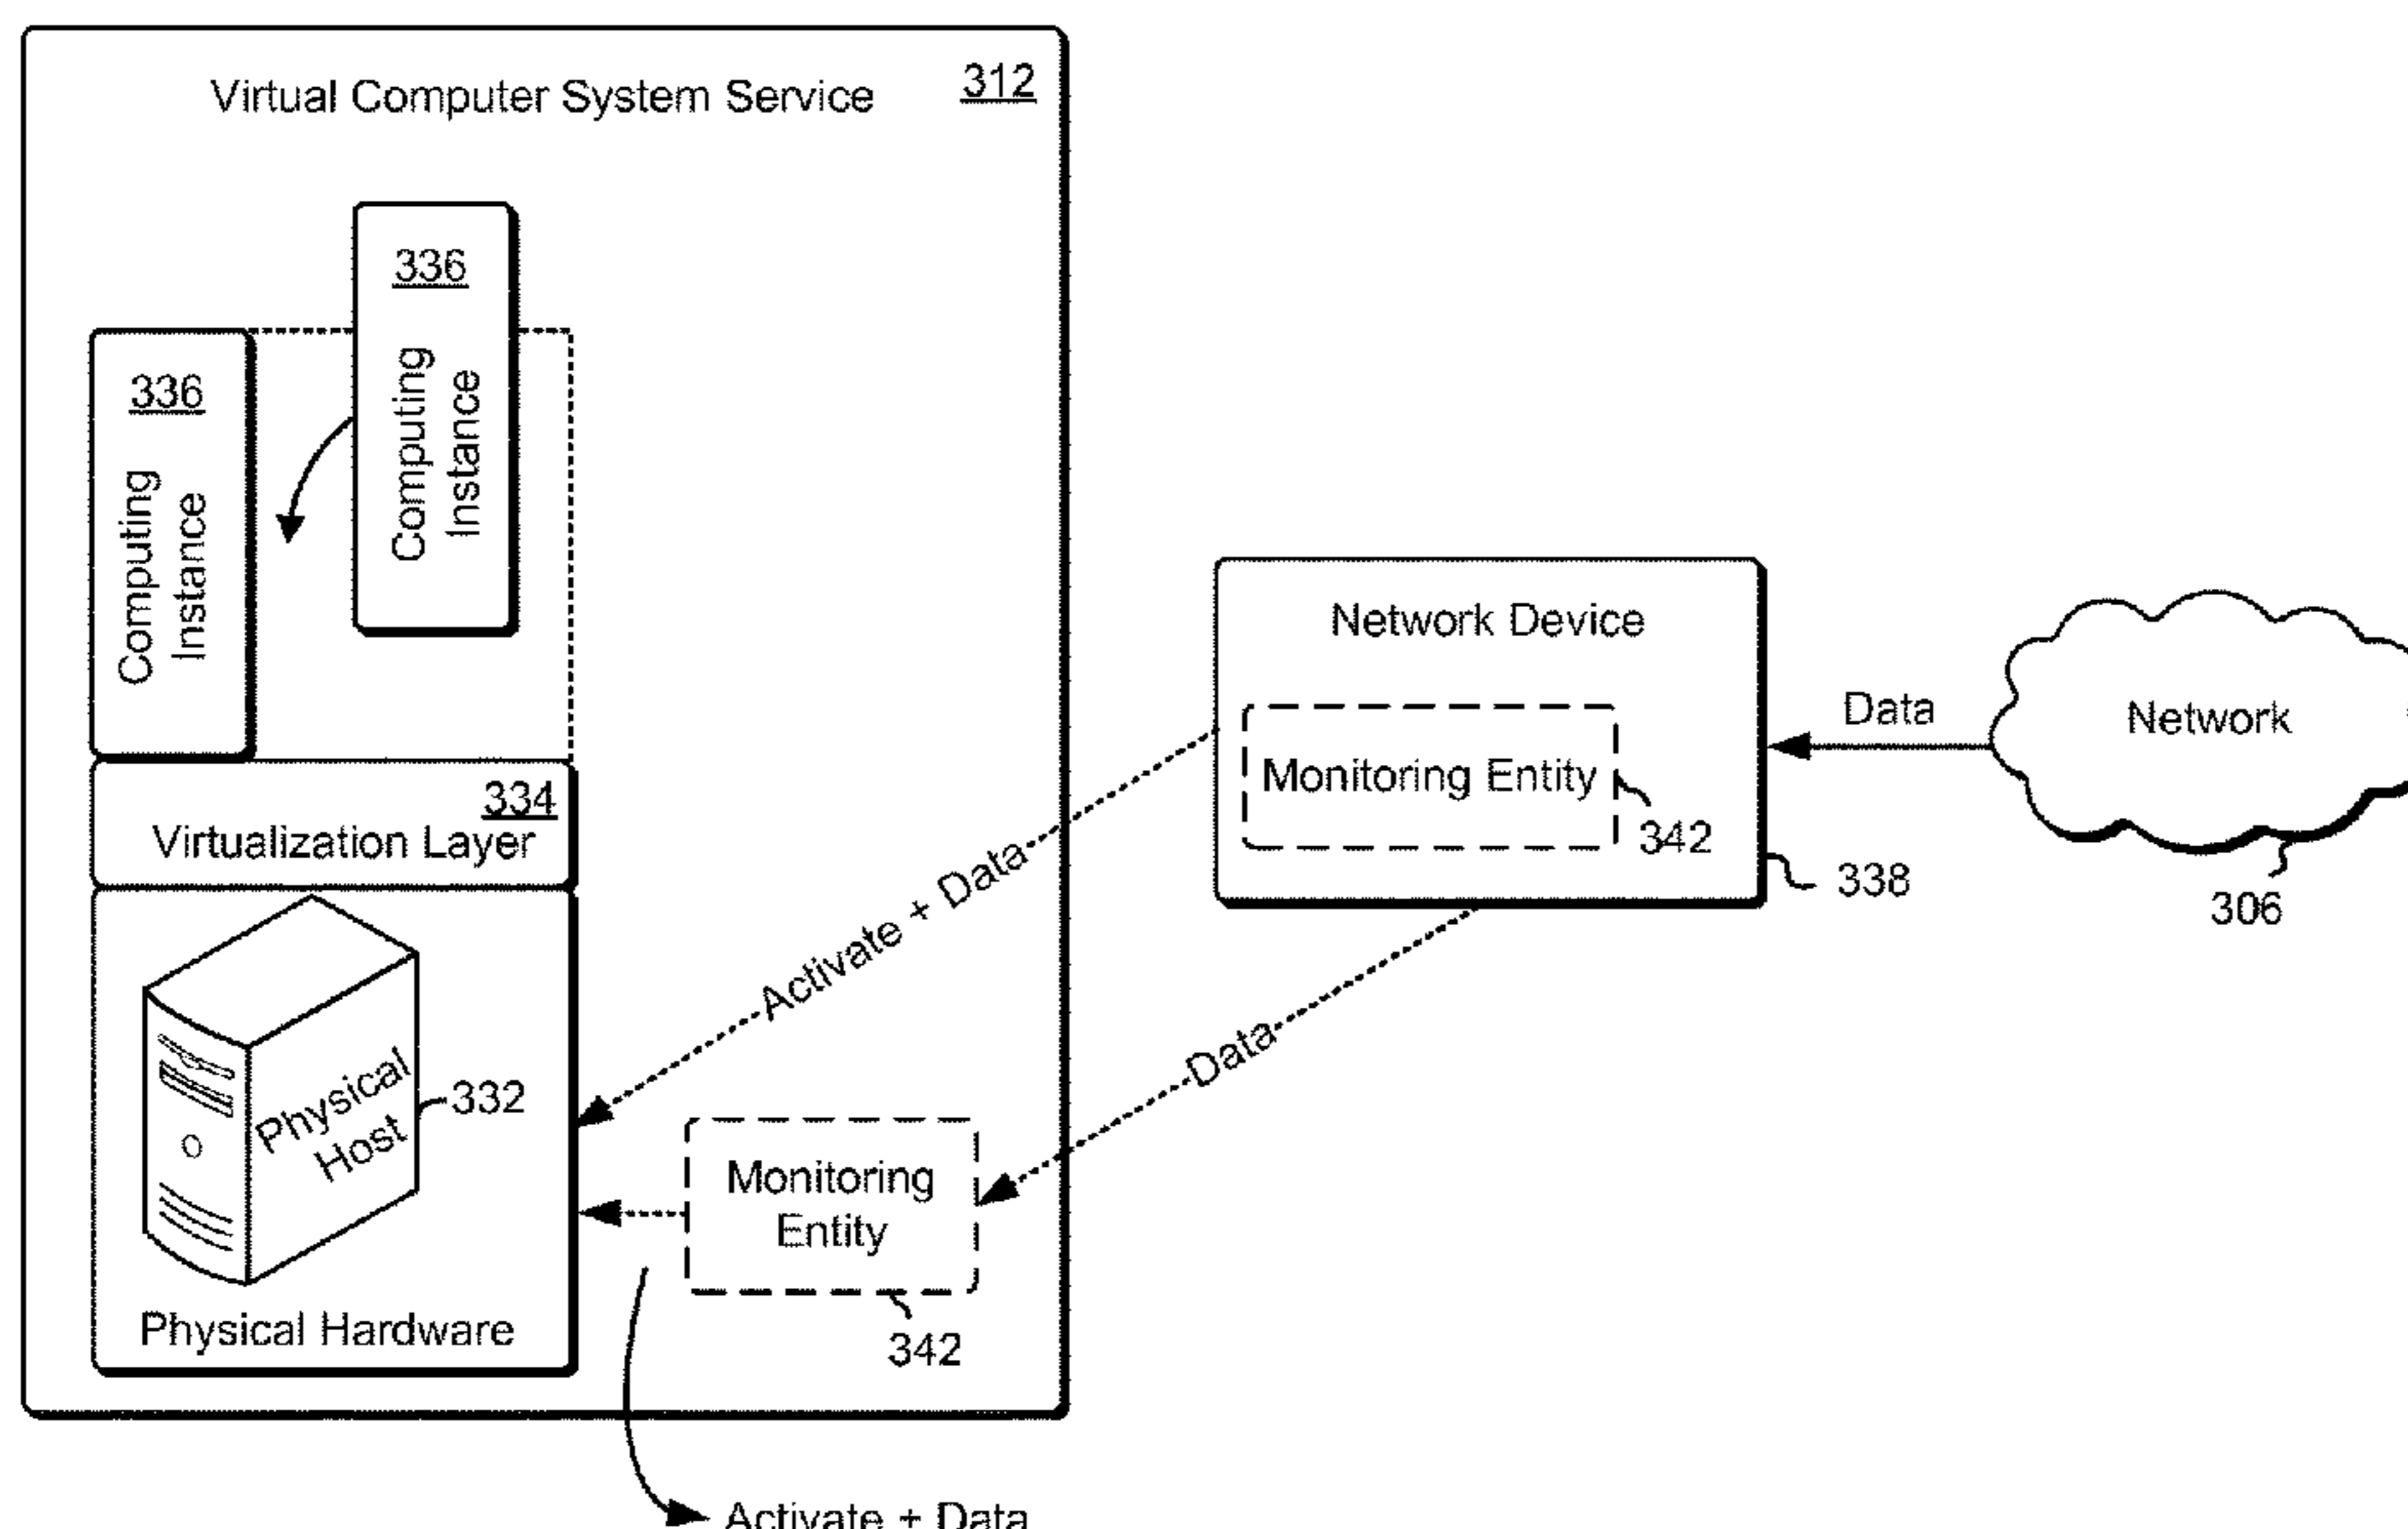 Virtual Computer System Service
312
336
Computing
Instance
336
Computing
Instance
334
Virtualization Layer
Physical
Host
332
Physical Hardware
Activate + Data
Monitoring
Entity
342
Activate + Data
Data
Network Device
Monitoring Entity
342
338
Data
Network
306